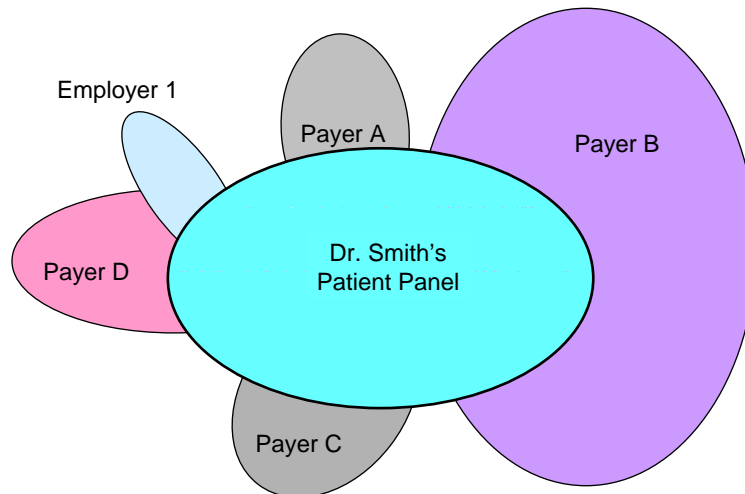 Employer 1
Payer A
Payer B
Dr. Smith’s
Patient Panel
Payer D
Payer C